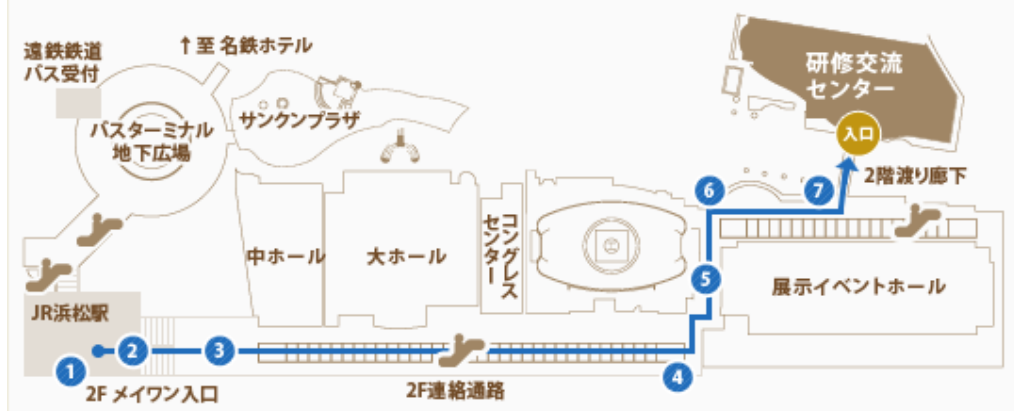 遠鉄鉄道
バス受付
↑至 名鉄ホテル
バスターミナル
地下広場
サンクンプラザ
研修交流
センター
入口
2階渡り廊下
中ホール
大ホール
コングレス
センター
展示イベントホール
JR浜松駅
1
2
3
4
5
6
7
2F メイワン入口
2F連絡通路